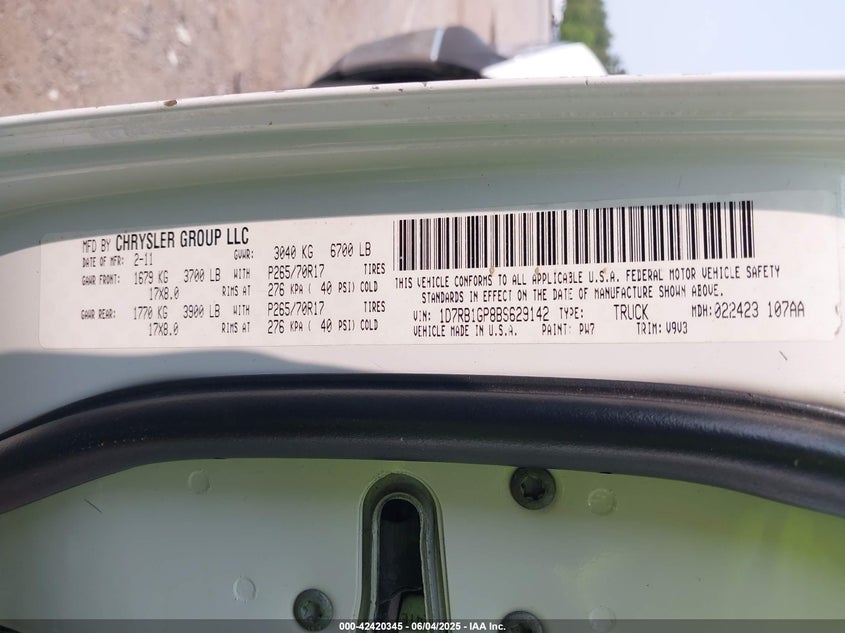 MFD BY CHRYSLER GROUP LLC
DATE OF MFR: 2-11 GVWR: 3040 KG 6700 LB
GAWR FRONT: 1679 KG 3700 LB WITH P265/70R17 TIRES
17X8.0 RIMS AT 276 KPA ( 40 PSI) COLD
GAWR REAR: 1770 KG 3900 LB WITH P265/70R17 TIRES
17X8.0 RIMS AT 276 KPA ( 40 PSI) COLD
THIS VEHICLE CONFORMS TO ALL APPLICABLE U.S.A. FEDERAL MOTOR VEHICLE SAFETY
STANDARDS IN EFFECT ON THE DATE OF MANUFACTURE SHOWN ABOVE.
VIN: 1D7RB1GP8BS629142 TYPE: TRUCK MDH: 022423 107AA
VEHICLE MADE IN U.S.A. PAINT: PW7 TRIM: V9V3
000-42420345 - 06/04/2025 - IAA Inc.